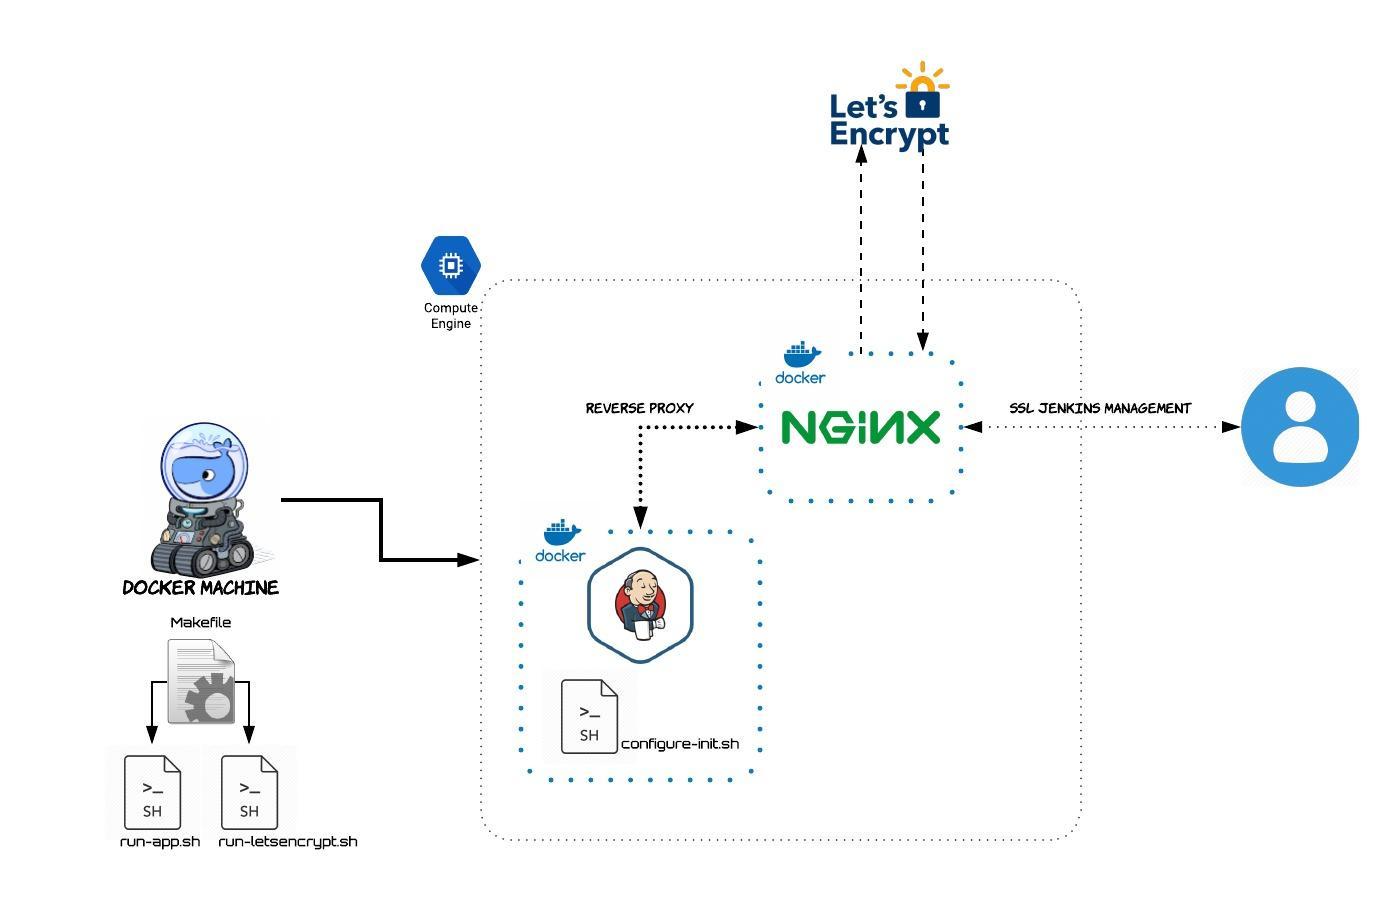 Let's
Encrypt
Compute
Engine
docker
REVERSE PROXY
NGiNX
SSL JENKINS MANAGEMENT
docker
DOCKER MACHINE
Makefile
>_
SH
configure-init.sh
>_
SH
>_
SH
run-app.sh
run-letsencrypt.sh